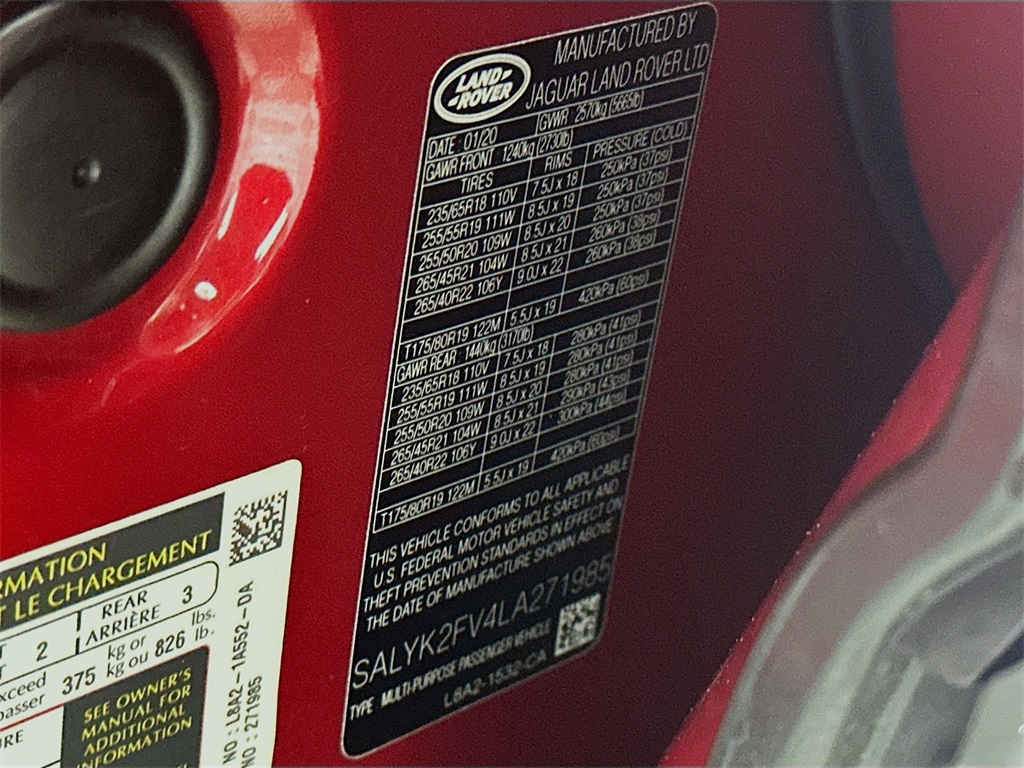 LAND-
-ROVER
MANUFACTURED BY
JAGUAR LAND ROVER LTD
DATE : 01/20 GVWR 2570kg (5665lb)
GAWR FRONT 1240kg (2730lb)
TIRES RIMS PRESSURE (COLD)
235/65R18 110V 7.5J x 18 250kPa (37psi)
255/55R19 111W 8.5J x 19 250kPa (37psi)
255/50R20 109W 8.5J x 20 250kPa (37psi)
265/45R21 104W 8.5J x 21 260kPa (38psi)
265/40R22 106Y 9.0J x 22 260kPa (38psi)
T175/80R19 122M 5.5J x 19 420kPa (60psi)
GAWR REAR 1440kg (3170lb)
235/65R18 110V 7.5J x 18 280kPa (41psi)
255/55R19 111W 8.5J x 19 280kPa (41psi)
255/50R20 109W 8.5J x 20 280kPa (41psi)
265/45R21 104W 8.5J x 21 290kPa (43psi)
265/40R22 106Y 9.0J x 22 300kPa (44psi)
T175/80R19 122M 5.5J x 19 420kPa (60psi)
THIS VEHICLE CONFORMS TO ALL APPLICABLE
U.S. FEDERAL MOTOR VEHICLE SAFETY AND
THEFT PREVENTION STANDARDS IN EFFECT ON
THE DATE OF MANUFACTURE SHOWN ABOVE
SALYK2FV4LA271985
TYPE : MULTI-PURPOSE PASSENGER VEHICLE
L8A2-1532-CA
RMATION
T LE CHARGEMENT
T 2 REAR 3
T ARRIÈRE
xceed 375 kg or 826 lbs.
passer kg ou lb.
URE
SEE OWNER'S
MANUAL FOR
ADDITIONAL
INFORMATION
NO : L8A2-1A552-DA
NO : 271985